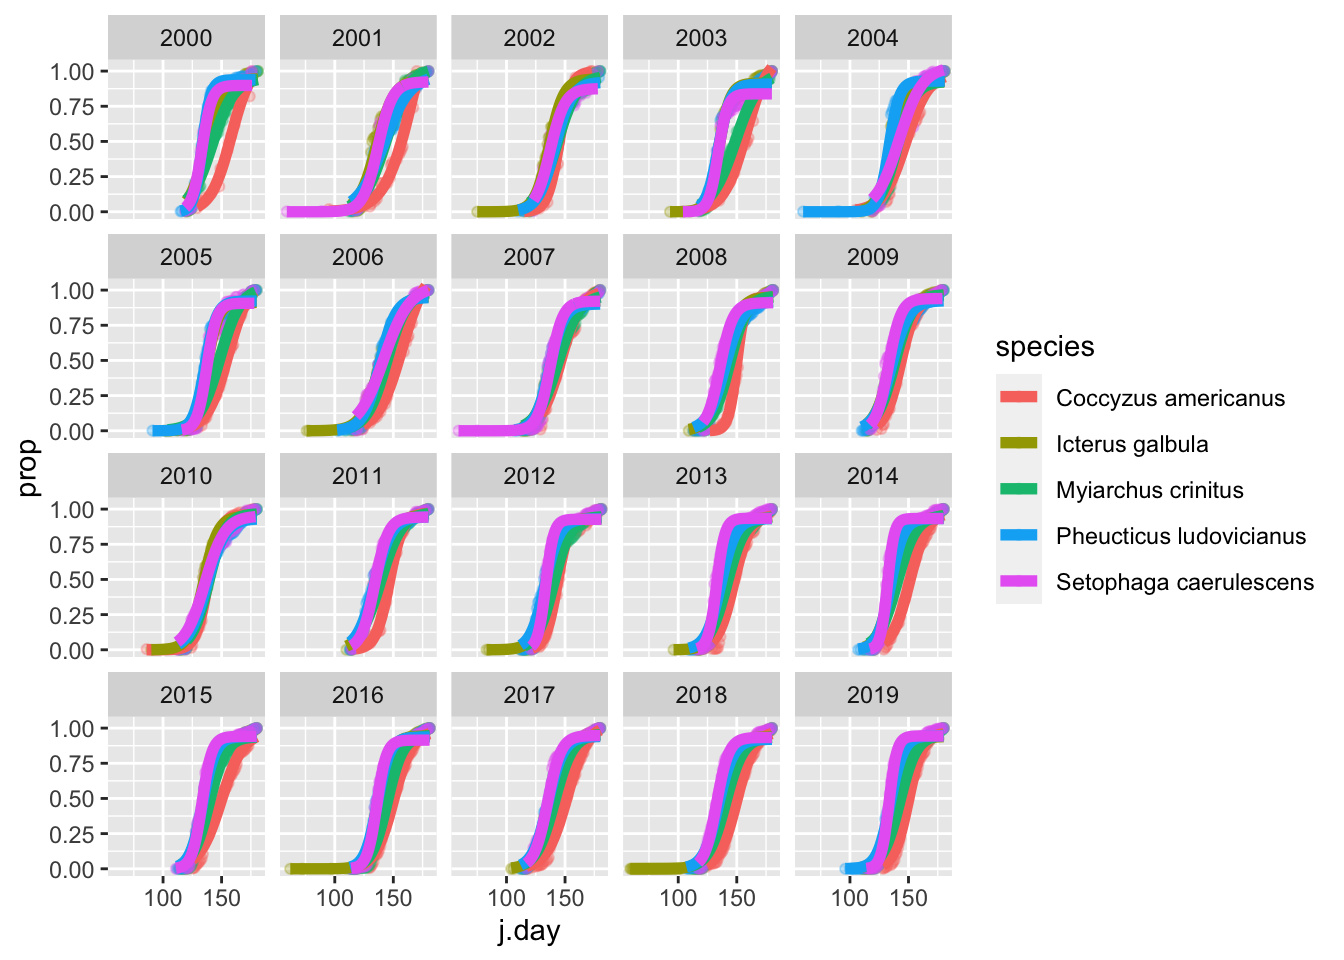 2000 2001 2002 2003 2004
1.00
0.75
0.50
0.25
0.00
2005 2006 2007 2008 2009
1.00
0.75
0.50
0.25
0.00
2010 2011 2012 2013 2014
1.00
0.75
0.50
0.25
0.00
2015 2016 2017 2018 2019
1.00
0.75
0.50
0.25
0.00
100 150 100 150 100 150 100 150 100 150
j.day
prop
species
Coccyzus americanus
Icterus galbula
Myiarchus crinitus
Pheucticus ludovicianus
Setophaga caerulescens